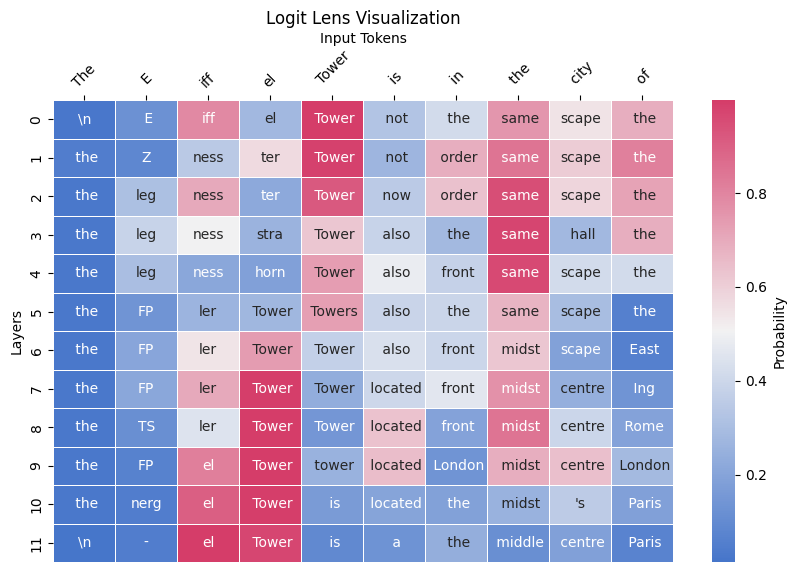 Logit Lens Visualization
Input Tokens
The E iff el Tower is in the city of
0 \n E iff el Tower not the same scape the
1 the Z ness ter Tower not order same scape the
2 the leg ness ter Tower now order same scape the
3 the leg ness stra Tower also the same hall the
4 the leg ness horn Tower also front same scape the
5 the FP ler Tower Towers also the same scape the
6 the FP ler Tower Tower also front midst scape East
7 the FP ler Tower Tower located front midst centre Ing
8 the TS ler Tower Tower located front midst centre Rome
9 the FP el Tower tower located London midst centre London
10 the nerg el Tower is located the midst 's Paris
11 \n - el Tower is a the middle centre Paris
Layers
0.8
0.6
0.4
0.2
Probability